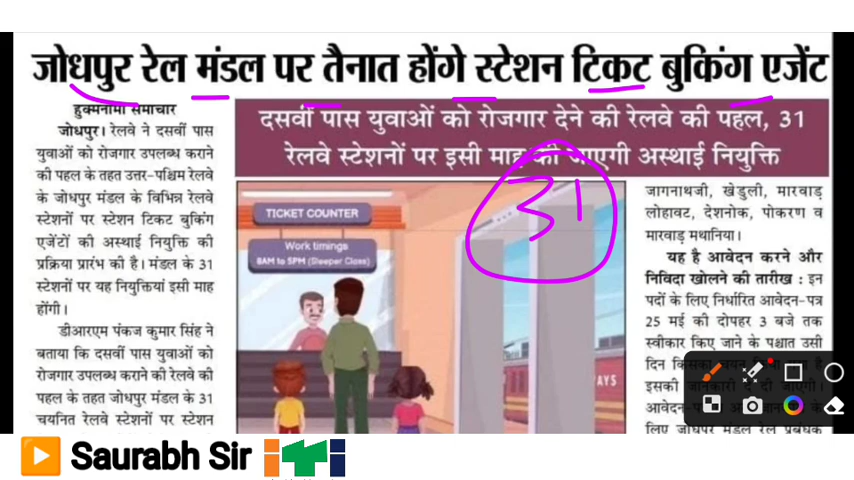 जोधपुर रेल मंडल पर तैनात होंगे स्टेशन टिकट बुकिंग एजेंट
हुक्मनामा समाचार
जोधपुर। रेलवे ने दसवीं पास
युवाओं को रोजगार उपलब्ध कराने
की पहल के तहत उत्तर-पश्चिम रेलवे
के जोधपुर मंडल के विभिन्न रेलवे
स्टेशनों पर स्टेशन टिकट बुकिंग
एजेंटों की अस्थाई नियुक्ति की
प्रक्रिया प्रारंभ की है। मंडल के 31
स्टेशनों पर यह नियुक्तियां इसी माह
होंगी।
डीआरएम पंकज कुमार सिंह ने
बताया कि दसवीं पास युवाओं को
रोजगार उपलब्ध कराने की रेलवे की
पहल के तहत जोधपुर मंडल के 31
चयनित रेलवे स्टेशनों पर स्टेशन
दसवीं पास युवाओं को रोजगार देने की रेलवे की पहल, 31
रेलवे स्टेशनों पर इसी माह की जाएगी अस्थाई नियुक्ति
31
TICKET COUNTER
Work timings
8AM to 5PM (Sleeper Class)
AYS
जागनाथजी, खेडुली, मारवाड़
लोहावट, देशनोक, पोकरण व
मारवाड़ मथानिया।
यह है आवेदन करने और
निविदा खोलने की तारीख : इन
पदों के लिए निर्धारित आवेदन-पत्र
25 मई की दोपहर 3 बजे तक
स्वीकार किए जाने के पश्चात उसी
दिन
इसकी
आवेदन-
लिए जोधपुर मंडल रेल प्रबंधक
Saurabh Sir iTi